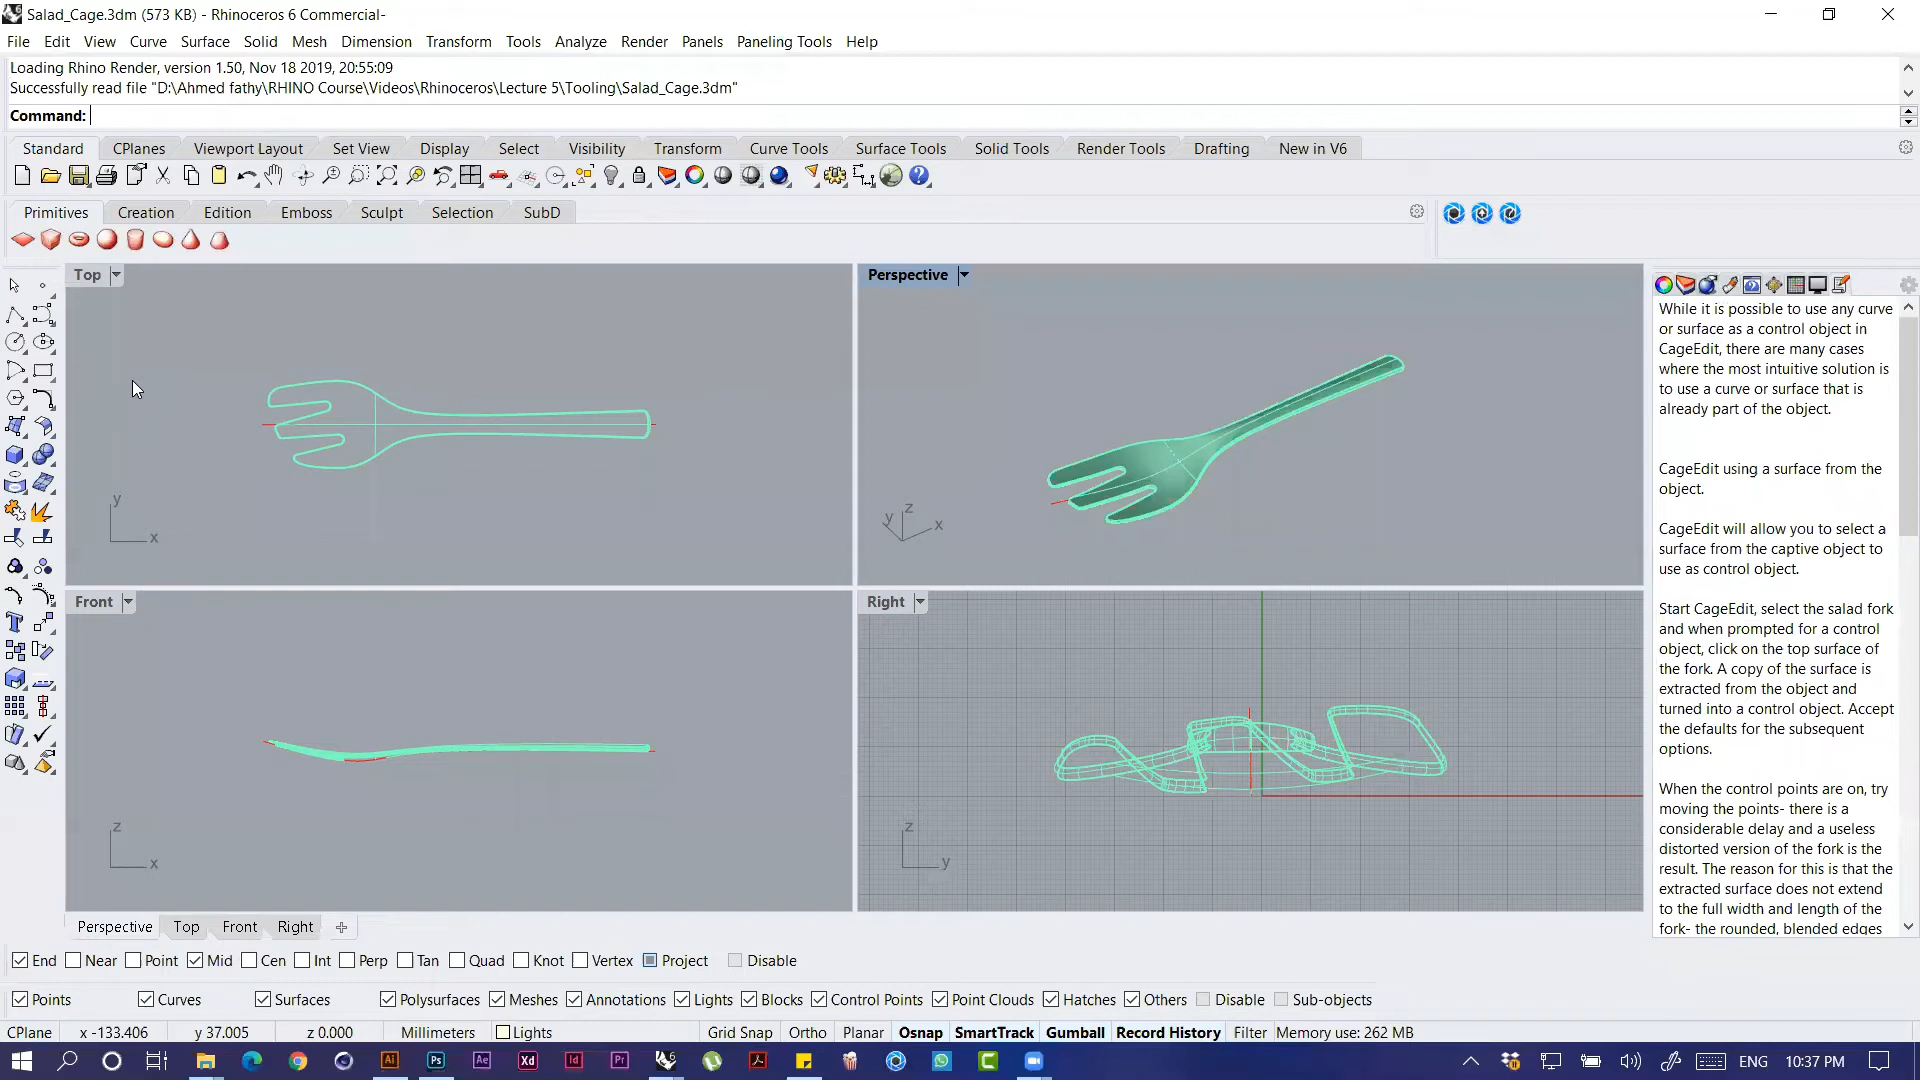 Salad_Cage.3dm (573 KB) - Rhinoceros 6 Commercial-
File Edit View Curve Surface Solid Mesh Dimension Transform Tools Analyze Render Panels Paneling Tools Help
Loading Rhino Render, version 1.50, Nov 18 2019, 20:55:09
Successfully read file "D:\Ahmed fathy\RHINO Course\Videos\Rhinoceros\Lecture 5\Tooling\Salad_Cage.3dm"
Command:
Standard CPlanes Viewport Layout Set View Display Select Visibility Transform Curve Tools Surface Tools Solid Tools Render Tools Drafting New in V6
Primitives Creation Edition Emboss Sculpt Selection SubD
Top
Perspective
While it is possible to use any curve
or surface as a control object in
CageEdit, there are many cases
where the most intuitive solution is
to use a curve or surface that is
already part of the object.
CageEdit using a surface from the
object.
CageEdit will allow you to select a
surface from the captive object to
use as control object.
Start CageEdit, select the salad fork
and when prompted for a control
object, click on the top surface of
the fork. A copy of the surface is
extracted from the object and
turned into a control object. Accept
the defaults for the subsequent
options.
When the control points are on, try
moving the points- there is a
considerable delay and a useless
distorted version of the fork is the
result. The reason for this is that the
extracted surface does not extend
to the full width and length of the
fork- the rounded, blended edges
y
x
y z x
Front
Right
z
x
z
y
Perspective Top Front Right
End Near Point Mid Cen Int Perp Tan Quad Knot Vertex Project Disable
Points Curves Surfaces Polysurfaces Meshes Annotations Lights Blocks Control Points Point Clouds Hatches Others Disable Sub-objects
CPlane x -133.406 y 37.005 z 0.000 Millimeters Lights Grid Snap Ortho Planar Osnap SmartTrack Gumball Record History Filter Memory use: 262 MB
Ai Ps Ae Xd Id Pr 6 ENG 10:37 PM